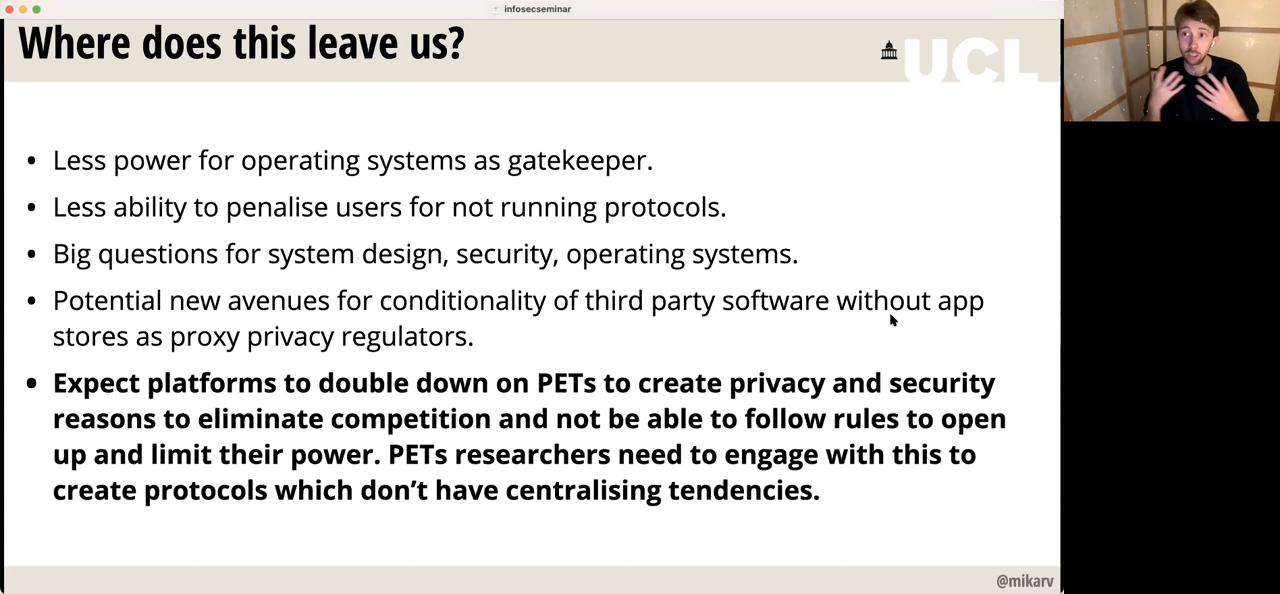 infosecseminar
Where does this leave us?
UCL
• Less power for operating systems as gatekeeper.
• Less ability to penalise users for not running protocols.
• Big questions for system design, security, operating systems.
• Potential new avenues for conditionality of third party software without app
stores as proxy privacy regulators.
• Expect platforms to double down on PETs to create privacy and security
reasons to eliminate competition and not be able to follow rules to open
up and limit their power. PETs researchers need to engage with this to
create protocols which don’t have centralising tendencies.
@mikarv